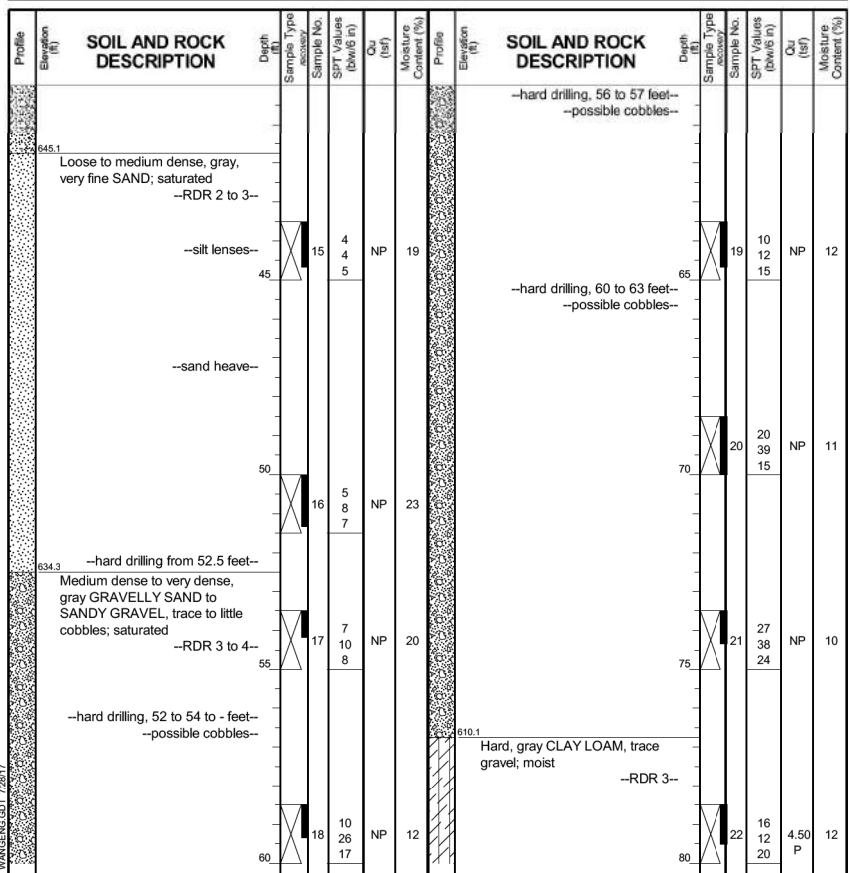 Profile
Elevation
(ft)
SOIL AND ROCK
DESCRIPTION
Depth
(ft)
Sample Type
recovery
Sample No.
SPT Values
(blw/6 in)
Qu
(tsf)
Moisture
Content (%)
645.1
Loose to medium dense, gray,
very fine SAND; saturated
--RDR 2 to 3--
--silt lenses--
45
15
4
4
5
NP
19
--sand heave--
50
16
5
8
7
NP
23
--hard drilling from 52.5 feet--
634.3
Medium dense to very dense,
gray GRAVELLY SAND to
SANDY GRAVEL, trace to little
cobbles; saturated
--RDR 3 to 4--
55
17
7
10
8
NP
20
--hard drilling, 52 to 54 to - feet--
--possible cobbles--
60
18
10
26
17
NP
12
WANGENG.GDT 7/28/17
Profile
Elevation
(ft)
SOIL AND ROCK
DESCRIPTION
Depth
(ft)
Sample Type
recovery
Sample No.
SPT Values
(blw/6 in)
Qu
(tsf)
Moisture
Content (%)
--hard drilling, 56 to 57 feet--
--possible cobbles--
65
19
10
12
15
NP
12
--hard drilling, 60 to 63 feet--
--possible cobbles--
70
20
20
39
15
NP
11
75
21
27
38
24
NP
10
610.1
Hard, gray CLAY LOAM, trace
gravel; moist
--RDR 3--
80
22
16
12
20
4.50
P
12